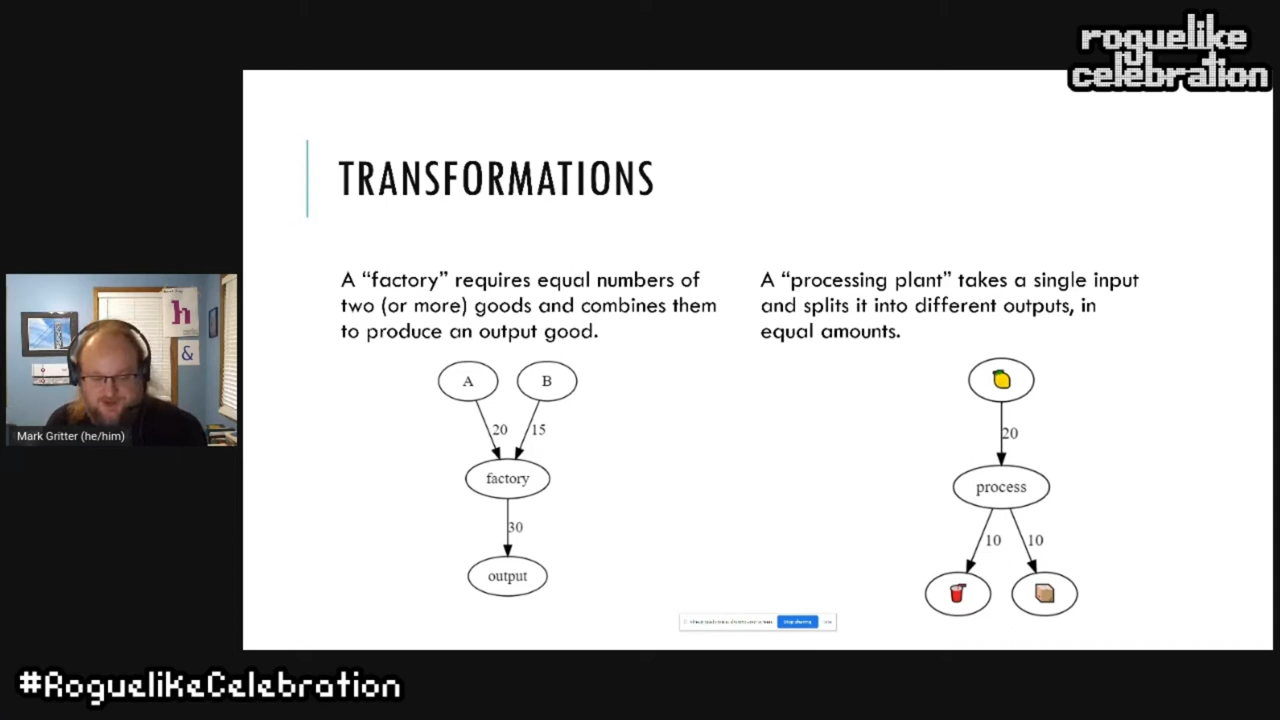 roguelike
celebration
TRANSFORMATIONS
A “factory” requires equal numbers of
two (or more) goods and combines them
to produce an output good.
A “processing plant” takes a single input
and splits it into different outputs, in
equal amounts.
A B
20 15
factory
30
output
20
process
10 10
h
&
Mark Gritter (he/him)
Stop sharing
#RoguelikeCelebration